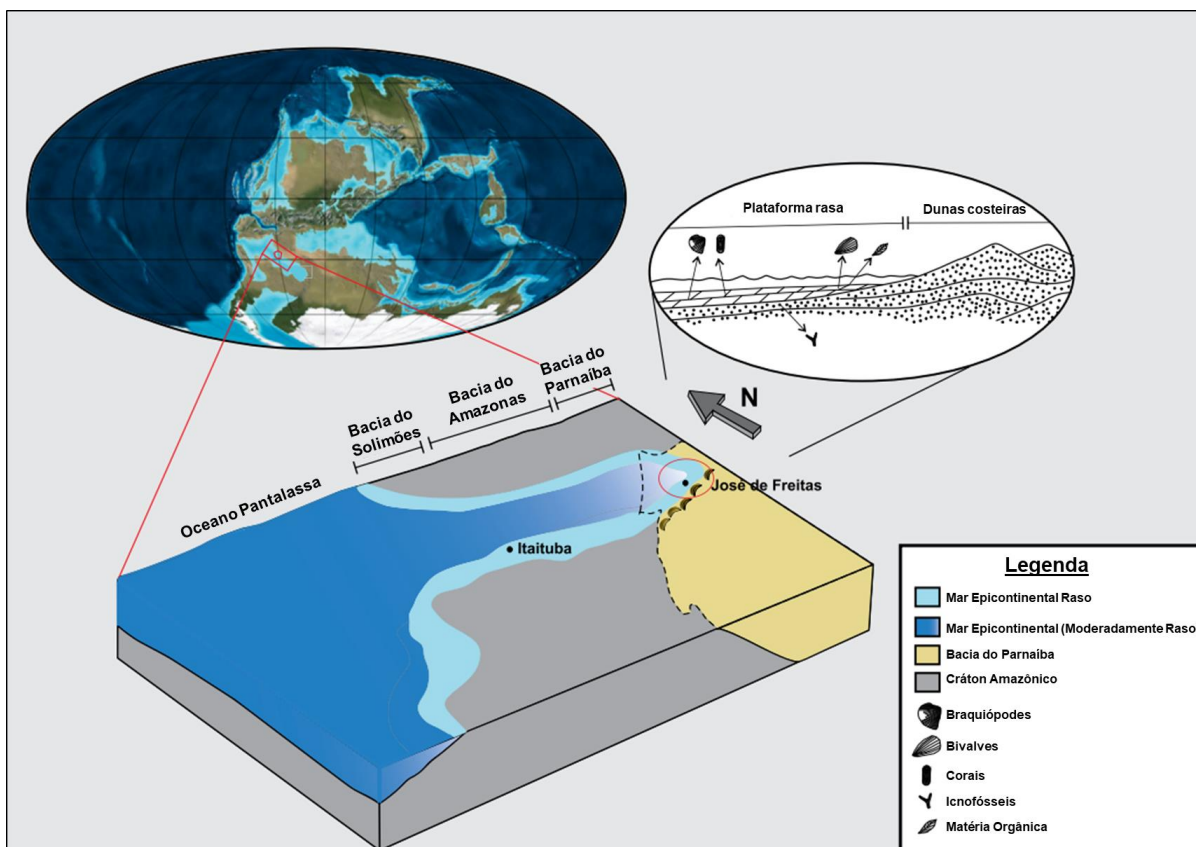 Plataforma rasa
Dunas costeiras
N
Bacia do
Solimões
Bacia do
Amazonas
Bacia do
Parnaíba
Oceano Pantalassa
José de Freitas
Itaituba
Legenda
Mar Epicontinental Raso
Mar Epicontinental (Moderadamente Raso
Bacia do Parnaíba
Cráton Amazônico
Braquiópodes
Bivalves
Corais
Icnofósseis
Matéria Orgânica